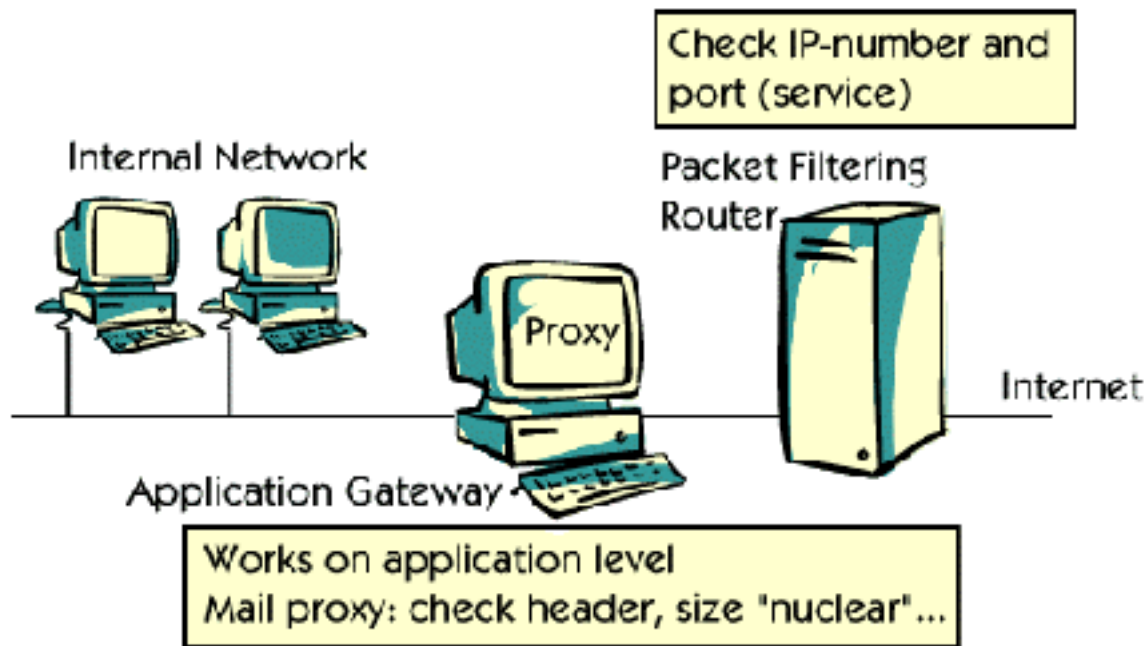 Check IP-number and
port (service)
Internal Network
Packet Filtering
Router
Proxy
Internet
Application Gateway
Works on application level
Mail proxy: check header, size "nuclear"...